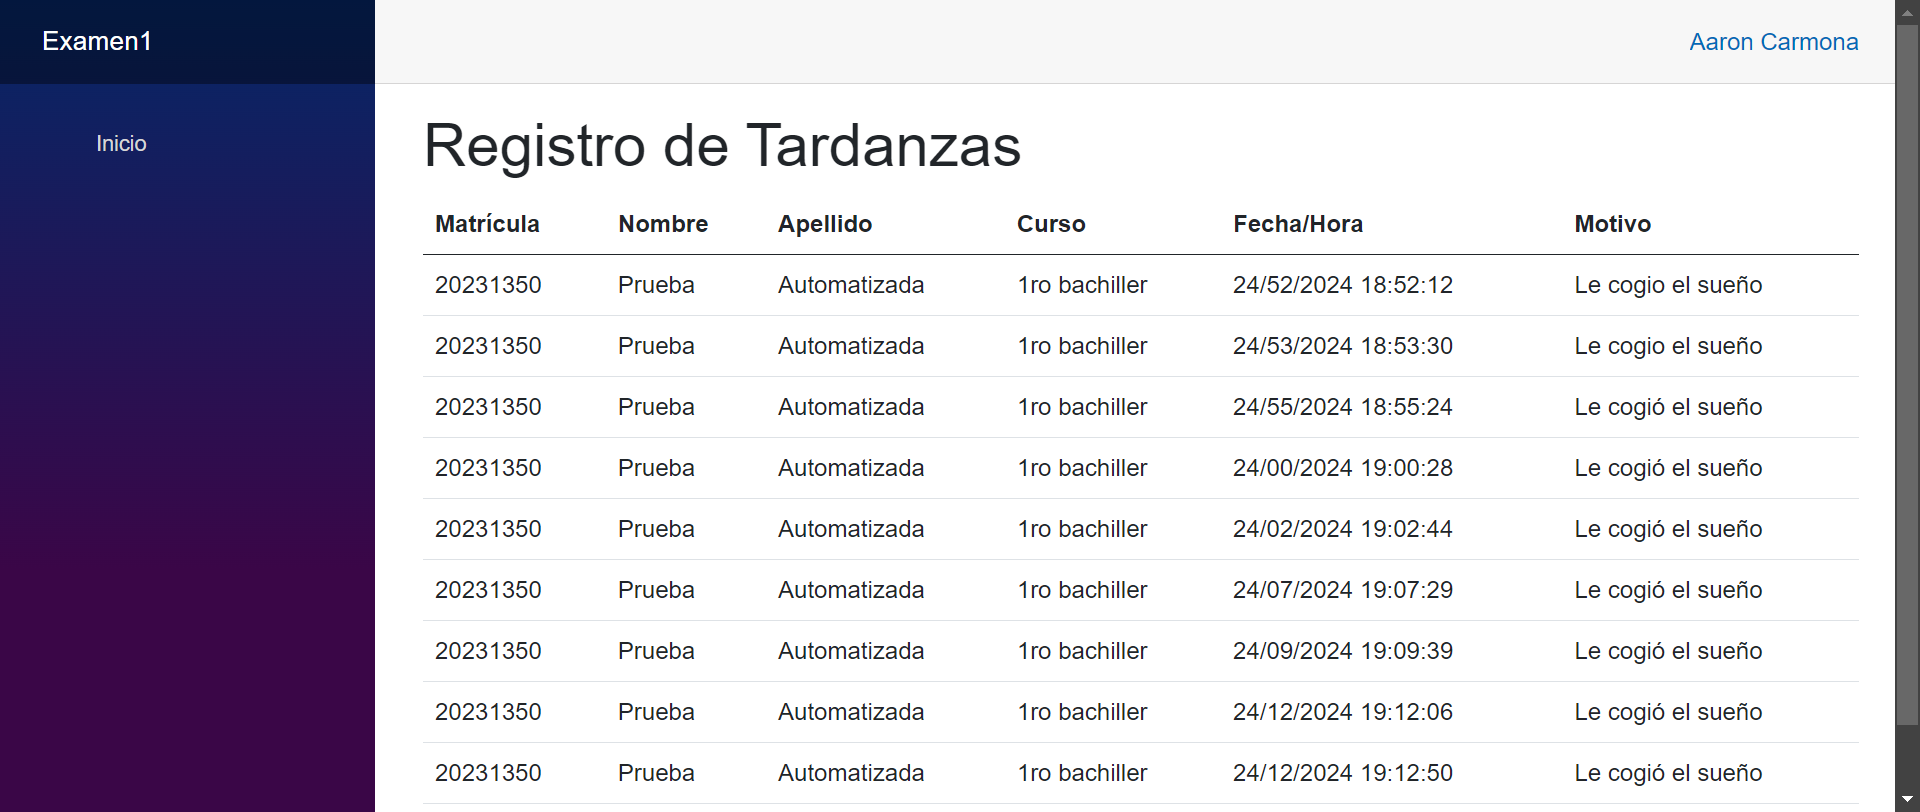 Examen1
Aaron Carmona
Inicio
Registro de Tardanzas
Matrícula Nombre Apellido Curso Fecha/Hora Motivo
20231350 Prueba Automatizada 1ro bachiller 24/52/2024 18:52:12 Le cogio el sueño
20231350 Prueba Automatizada 1ro bachiller 24/53/2024 18:53:30 Le cogio el sueño
20231350 Prueba Automatizada 1ro bachiller 24/55/2024 18:55:24 Le cogió el sueño
20231350 Prueba Automatizada 1ro bachiller 24/00/2024 19:00:28 Le cogió el sueño
20231350 Prueba Automatizada 1ro bachiller 24/02/2024 19:02:44 Le cogió el sueño
20231350 Prueba Automatizada 1ro bachiller 24/07/2024 19:07:29 Le cogió el sueño
20231350 Prueba Automatizada 1ro bachiller 24/09/2024 19:09:39 Le cogió el sueño
20231350 Prueba Automatizada 1ro bachiller 24/12/2024 19:12:06 Le cogió el sueño
20231350 Prueba Automatizada 1ro bachiller 24/12/2024 19:12:50 Le cogió el sueño